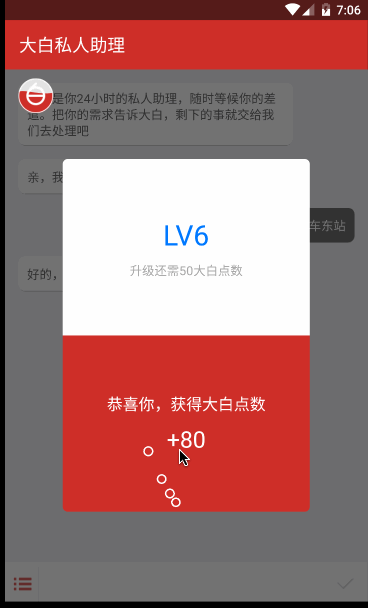 7:06
大白私人助理
是你24小时的私人助理，随时等候你的差
遣。把你的需求告诉大白，剩下的事就交给我
们去处理吧
亲，我
车东站
好的，
LV6
升级还需50大白点数
恭喜你，获得大白点数
+80